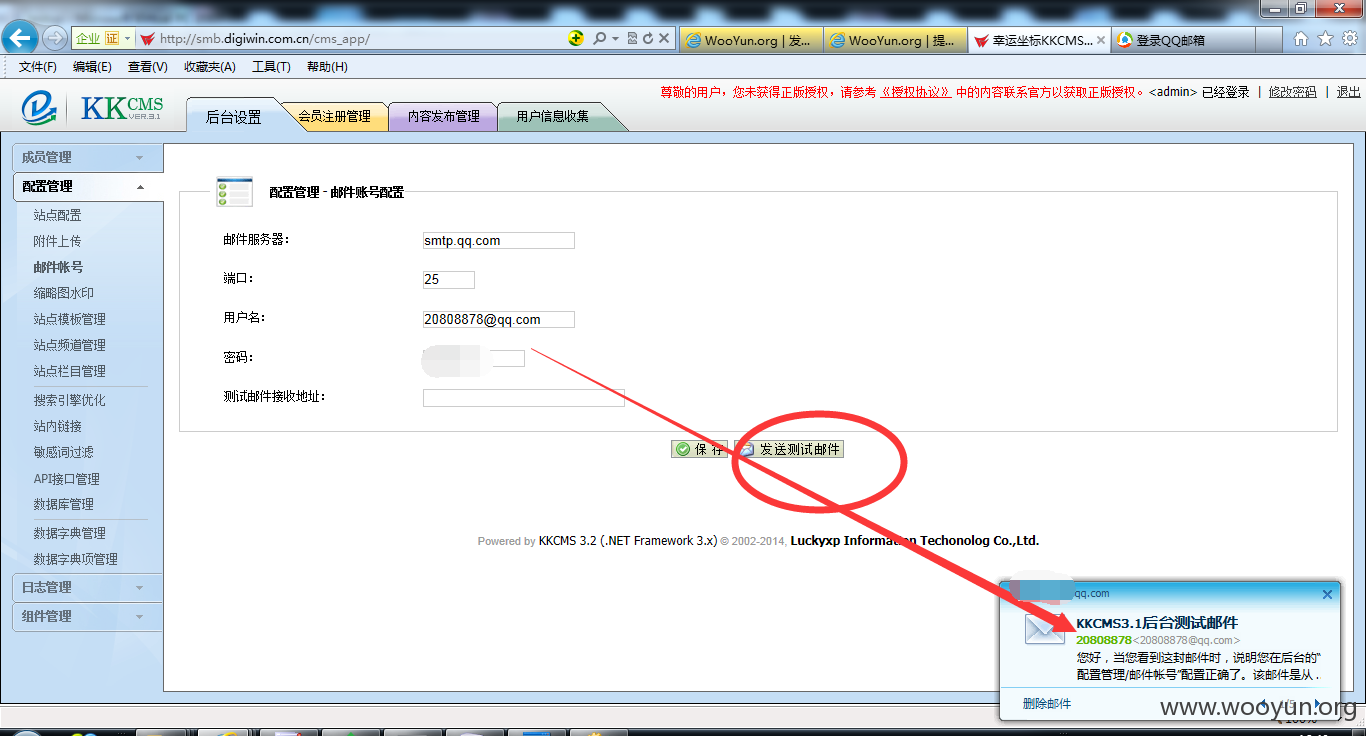 企业 证 http://smb.digiwin.com.cn/cms_app/ WooYun.org | 发... WooYun.org | 提... 幸运坐标KKCMS... 登录QQ邮箱
文件(F) 编辑(E) 查看(V) 收藏夹(A) 工具(T) 帮助(H)
尊敬的用户，您未获得正版授权，请参考《授权协议》中的内容联系官方以获取正版授权。<admin> 已经登录 | 修改密码 | 退出
KKCMS
VER.3.1
后台设置 会员注册管理 内容发布管理 用户信息收集
成员管理
配置管理
站点配置
附件上传
邮件帐号
缩略图水印
站点模板管理
站点频道管理
站点栏目管理
搜索引擎优化
站内链接
敏感词过滤
API接口管理
数据库管理
数据字典管理
数据字典项管理
日志管理
组件管理
配置管理 - 邮件账号配置
邮件服务器： smtp.qq.com
端口： 25
用户名： 20808878@qq.com
密码：
测试邮件接收地址：
保存 发送测试邮件
Powered by KKCMS 3.2 (.NET Framework 3.x) © 2002-2014, Luckyxp Information Techonolog Co.,Ltd.
qq.com
KKCMS3.1后台测试邮件
20808878<20808878@qq.com>
您好，当您看到这封邮件时，说明您在后台的"
配置管理/邮件帐号"配置正确了。该邮件是从 ..
删除邮件
www.wooyun.org
100%